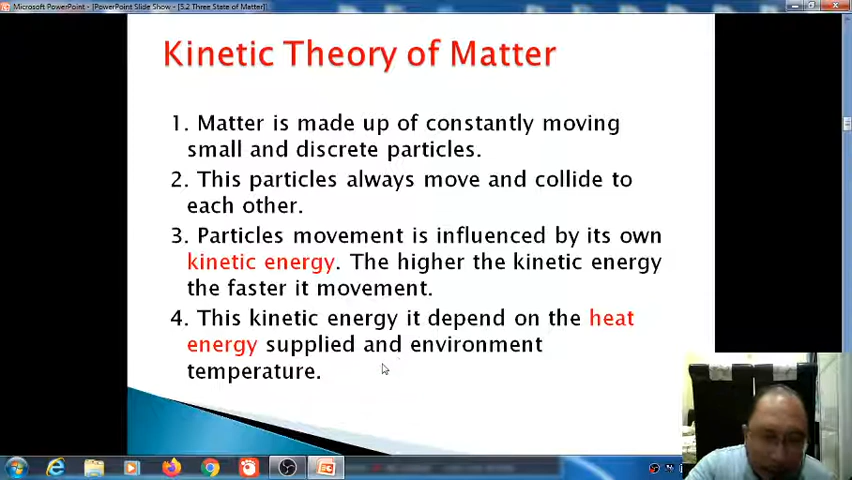 Microsoft PowerPoint - [PowerPoint Slide Show - [5.2 Three State of Matter]]
Kinetic Theory of Matter
1. Matter is made up of constantly moving
small and discrete particles.
2. This particles always move and collide to
each other.
3. Particles movement is influenced by its own
kinetic energy. The higher the kinetic energy
the faster it movement.
4. This kinetic energy it depend on the heat
energy supplied and environment
temperature.